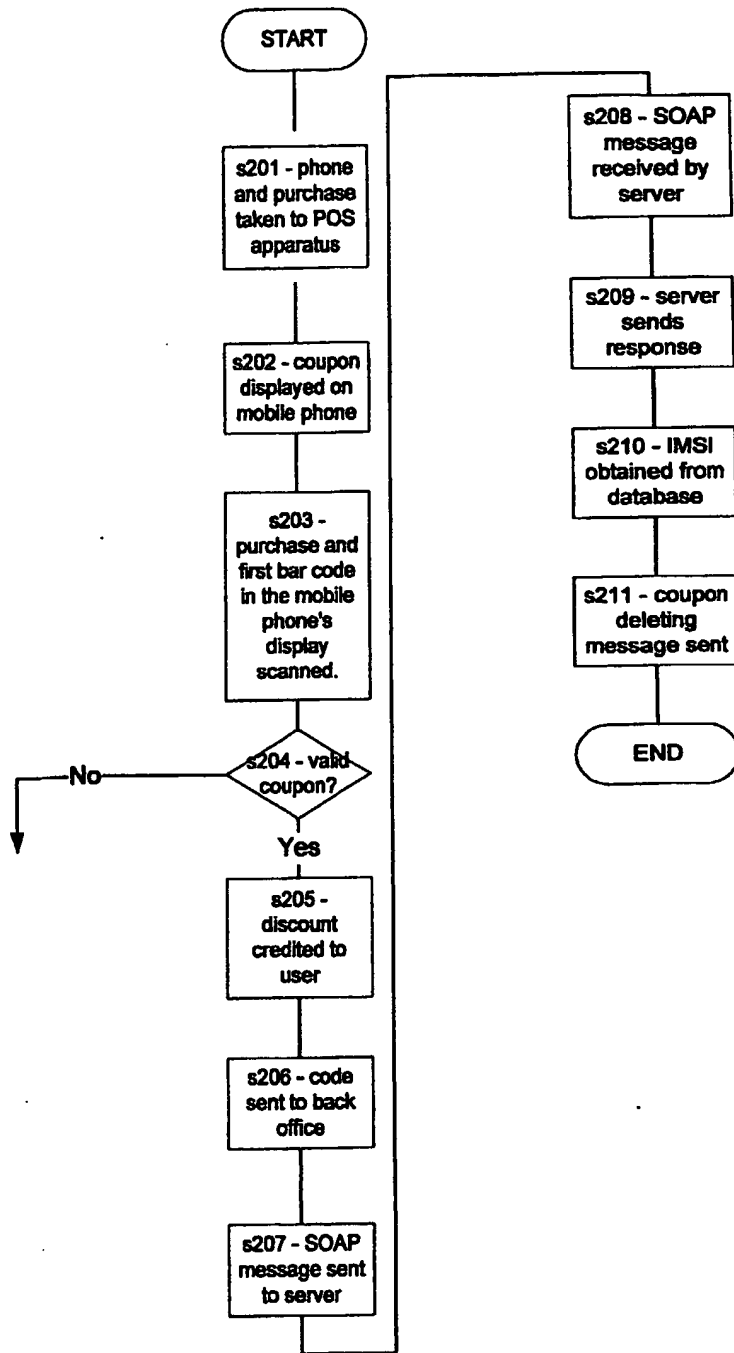 START
s201 - phone
and purchase
taken to POS
apparatus
s202 - coupon
displayed on
mobile phone
s203 -
purchase and
first bar code
in the mobile
phone's
display
scanned.
s204 - valid
coupon?
No
Yes
s205 -
discount
credited to
user
s206 - code
sent to back
office
s207 - SOAP
message sent
to server
s208 - SOAP
message
received by
server
s209 - server
sends
response
s210 - IMSI
obtained from
database
s211 - coupon
deleting
message sent
END